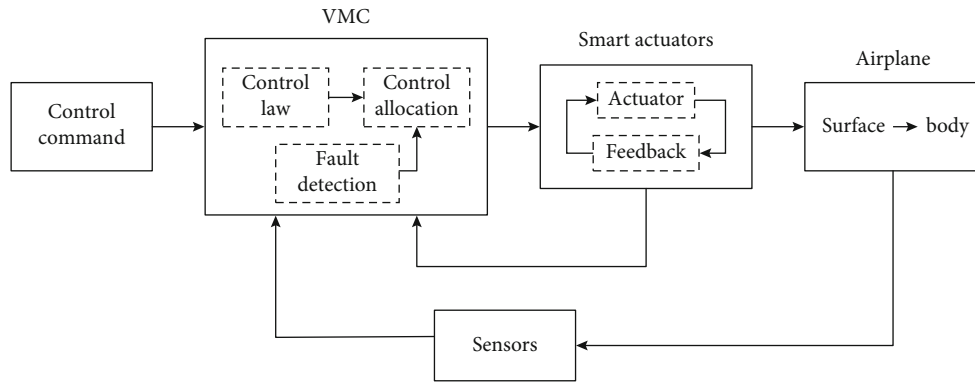 VMC
Smart actuators
Airplane
Control
command
Control
law
Control
allocation
Fault
detection
Actuator
Feedback
Surface body
Sensors